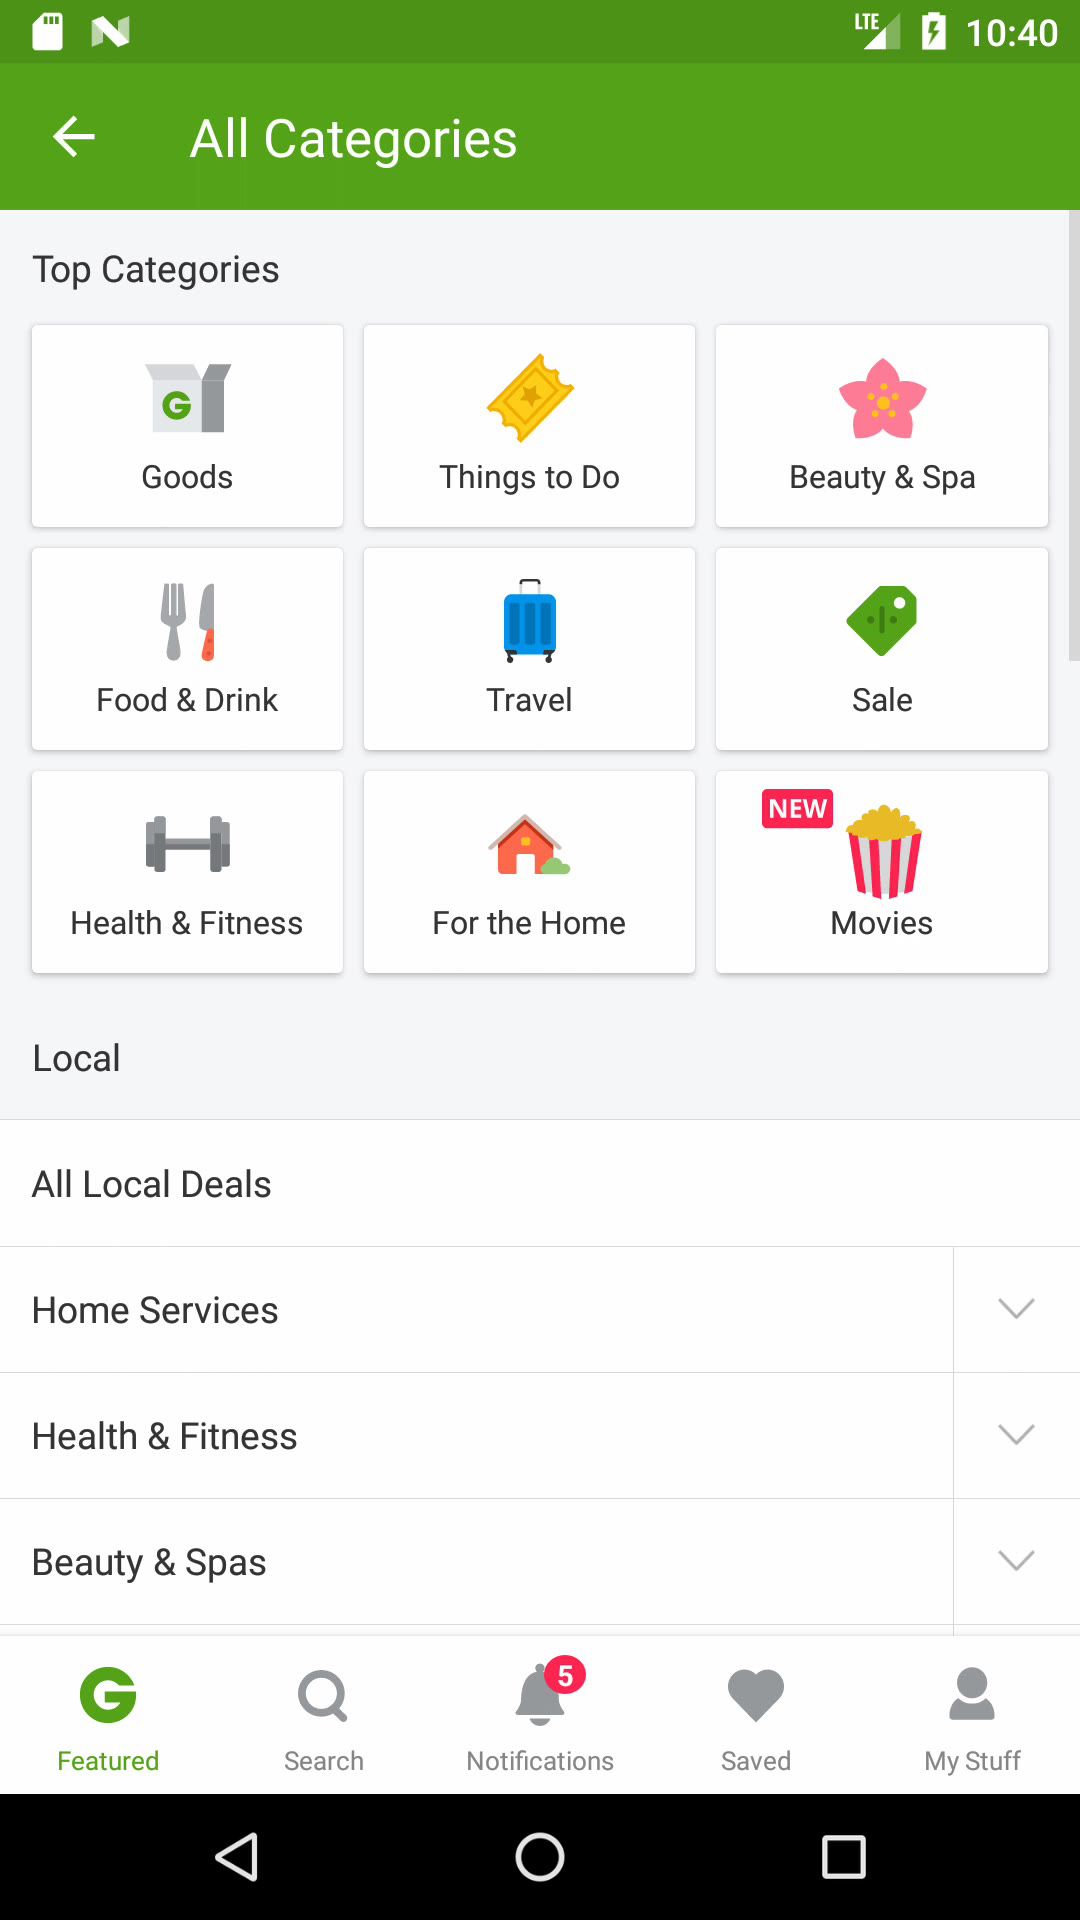 LTE 10:40
All Categories
Top Categories
Goods
Things to Do
Beauty & Spa
Food & Drink
Travel
Sale
Health & Fitness
For the Home
NEW
Movies
Local
All Local Deals
Home Services
Health & Fitness
Beauty & Spas
5
Featured
Search
Notifications
Saved
My Stuff